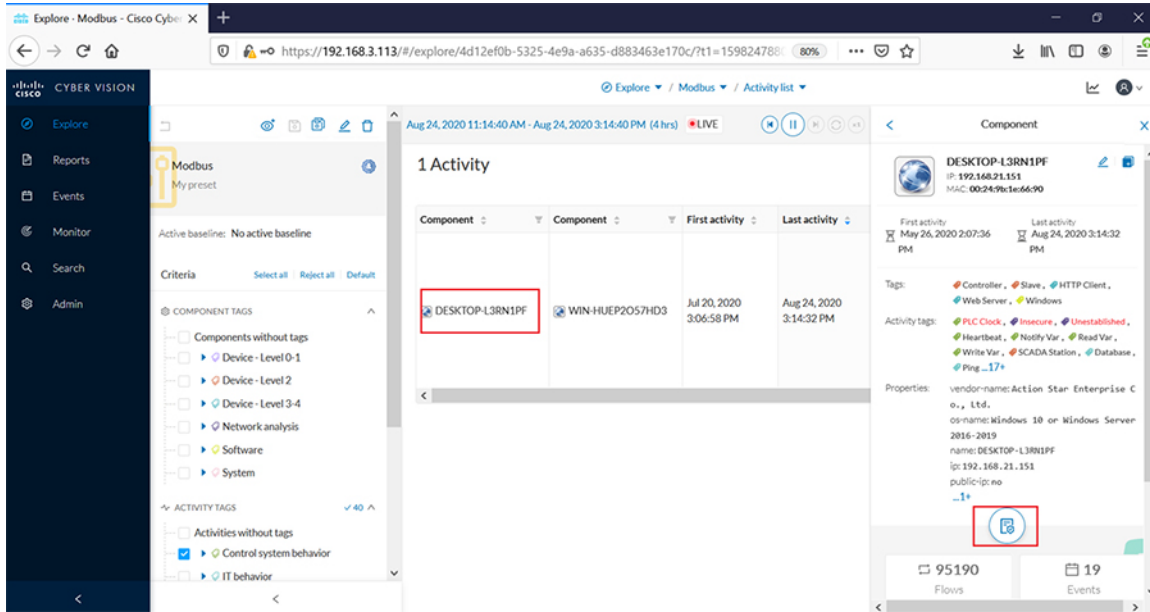 Explore - Modbus - Cisco Cyber
https://192.168.3.113/#/explore/4d12ef0b-5325-4e9a-a635-d883463e170c/?t1=159824788
80%
CISCO CYBER VISION
Explore
Reports
Events
Monitor
Search
Admin
Explore / Modbus / Activity list
Modbus
My preset
Active baseline: No active baseline
Criteria Select all Reject all Default
COMPONENT TAGS
Components without tags
Device - Level 0-1
Device - Level 2
Device - Level 3-4
Network analysis
Software
System
ACTIVITY TAGS 40
Activities without tags
Control system behavior
IT behavior
Aug 24, 2020 11:14:40 AM - Aug 24, 2020 3:14:40 PM (4 hrs) LIVE
1 Activity
Component Component First activity Last activity
DESKTOP-L3RN1PF WIN-HUEP2O57HD3 Jul 20, 2020 Aug 24, 2020
3:06:58 PM 3:14:32 PM
Component
DESKTOP-L3RN1PF
IP: 192.168.21.151
MAC: 00:24:9b:1e:66:90
First activity Last activity
May 26, 2020 2:07:36 Aug 24, 2020 3:14:32
PM PM
Tags: Controller, Slave, HTTP Client,
Web Server, Windows
Activity tags: PLC Clock, Insecure, Unestablished,
Heartbeat, Notify Var, Read Var,
Write Var, SCADA Station, Database,
Ping ...17+
Properties: vendor-name: Action Star Enterprise C
o., Ltd.
os-name: Windows 10 or Windows Server
2016-2019
name: DESKTOP-L3RN1PF
ip: 192.168.21.151
public-ip: no
...1+
95190 19
Flows Events